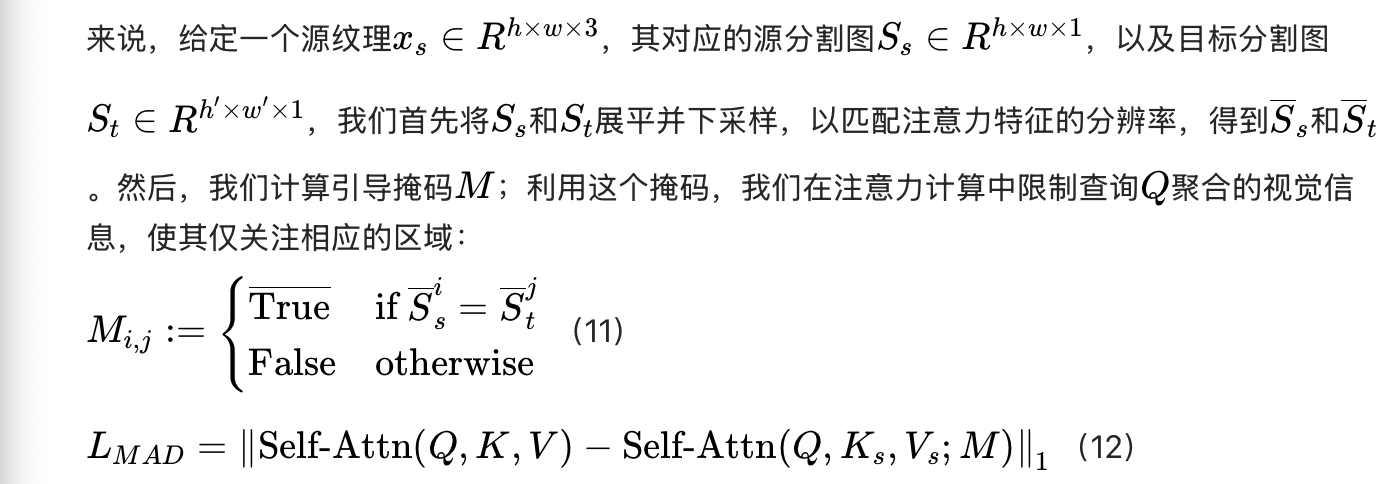 来说，给定一个源纹理$x_s \in R^{h \times w \times 3}$，其对应的源分割图$S_s \in R^{h \times w \times 1}$，以及目标分割图
$S_t \in R^{h' \times w' \times 1}$，我们首先将$S_s$和$S_t$展平并下采样，以匹配注意力特征的分辨率，得到$\overline{S}_s$和$\overline{S}_t$
。然后，我们计算引导掩码$M$；利用这个掩码，我们在注意力计算中限制查询$Q$聚合的视觉信
息，使其仅关注相应的区域：
$M_{i,j} := \begin{cases} \overline{\text{True}} & \text{if } \overline{S}_s^i = \overline{S}_t^j \\ \text{False} & \text{otherwise} \end{cases}$ (11)
$L_{MAD} = \|\text{Self-Attn}(Q, K, V) - \text{Self-Attn}(Q, K_s, V_s; M)\|_1$ (12)